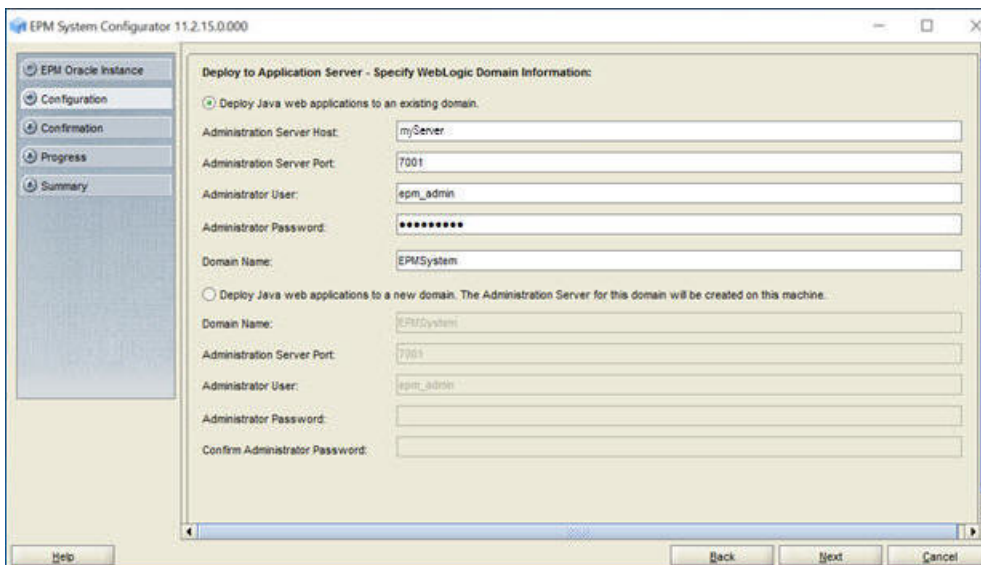 EPM System Configurator 11.2.15.0.000
EPM Oracle Instance
Configuration
Confirmation
Progress
Summary
Deploy to Application Server - Specify WebLogic Domain Information:
Deploy Java web applications to an existing domain.
Administration Server Host: myServer
Administration Server Port: 7001
Administrator User: epm_admin
Administrator Password: •••••••••
Domain Name: EPMSystem
Deploy Java web applications to a new domain. The Administration Server for this domain will be created on this machine.
Domain Name: EPMSystem
Administration Server Port: 7001
Administrator User: epm_admin
Administrator Password:
Confirm Administrator Password:
Help Back Next Cancel